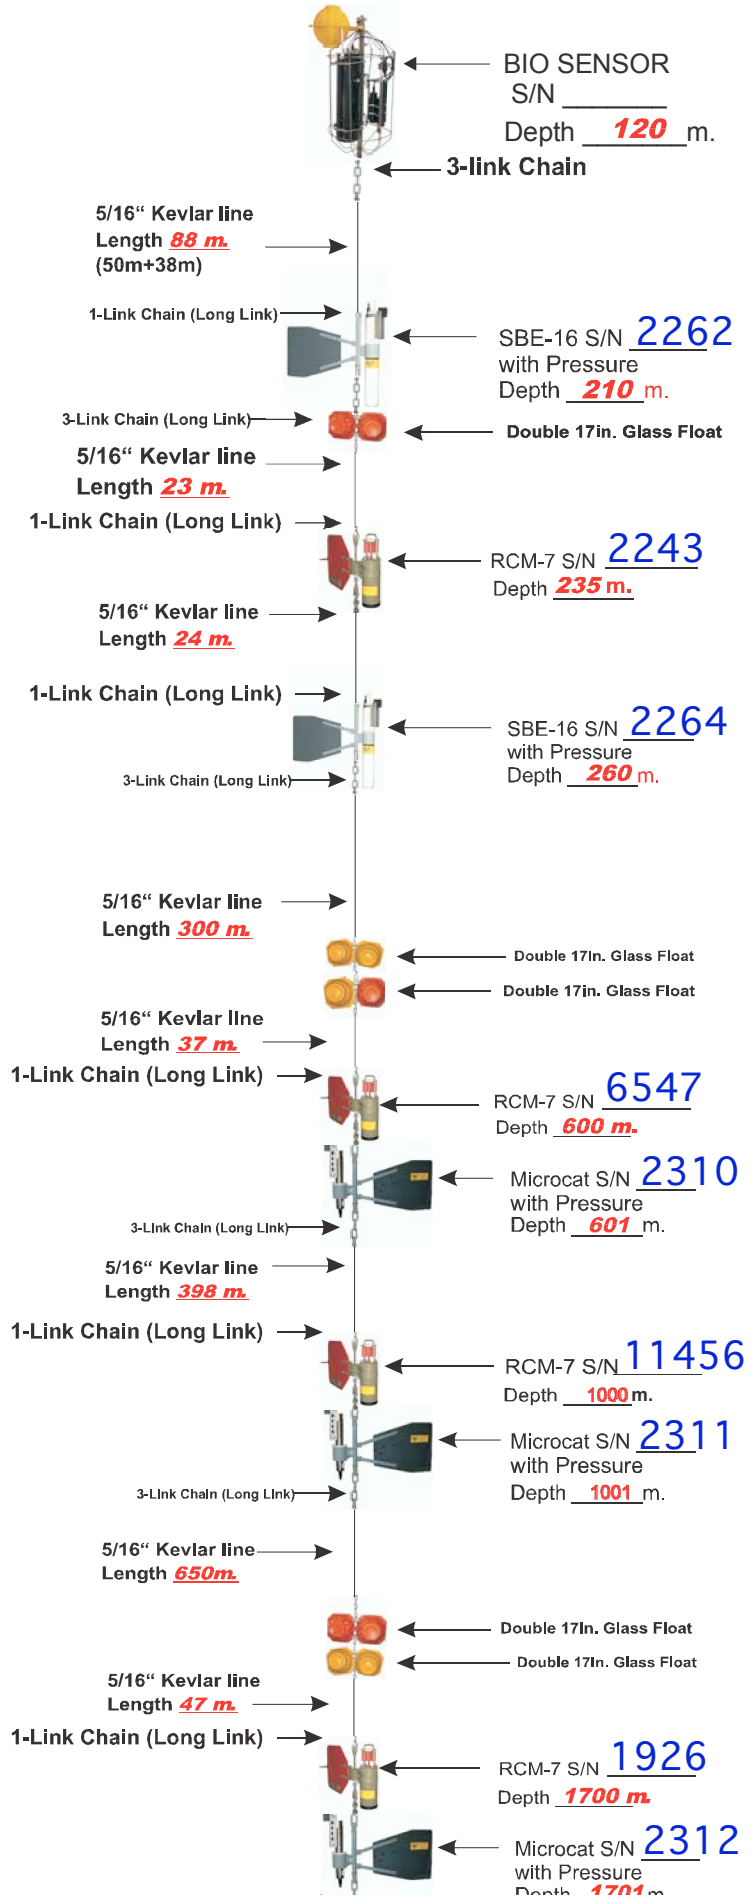 BIO SENSOR
S/N ________
Depth 120 m.
3-link Chain
5/16“ Kevlar line
Length 88 m.
(50m+38m)
1-Link Chain (Long Link)
SBE-16 S/N 2262
with Pressure
Depth 210 m.
3-Link Chain (Long Link)
Double 17in. Glass Float
5/16“ Kevlar line
Length 23 m.
1-Link Chain (Long Link)
RCM-7 S/N 2243
Depth 235 m.
5/16“ Kevlar line
Length 24 m.
1-Link Chain (Long Link)
SBE-16 S/N 2264
with Pressure
Depth 260 m.
3-Link Chain (Long Link)
5/16“ Kevlar line
Length 300 m.
Double 17in. Glass Float
Double 17in. Glass Float
5/16“ Kevlar line
Length 37 m.
1-Link Chain (Long Link)
RCM-7 S/N 6547
Depth 600 m.
Microcat S/N 2310
with Pressure
Depth 601 m.
3-Link Chain (Long Link)
5/16“ Kevlar line
Length 398 m.
1-Link Chain (Long Link)
RCM-7 S/N 11456
Depth 1000 m.
Microcat S/N 2311
with Pressure
Depth 1001 m.
3-Link Chain (Long Link)
5/16“ Kevlar line
Length 650m.
Double 17in. Glass Float
Double 17in. Glass Float
5/16“ Kevlar line
Length 47 m.
1-Link Chain (Long Link)
RCM-7 S/N 1926
Depth 1700 m.
Microcat S/N 2312
with Pressure
Depth 1701 m